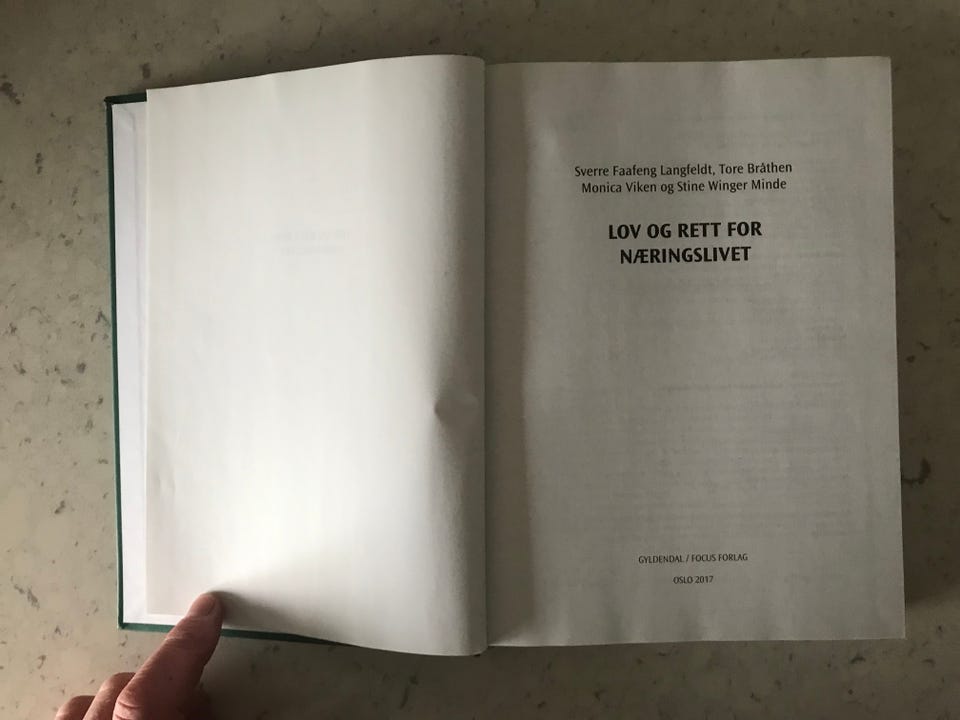 Sverre Faafeng Langfeldt, Tore Bråthen
Monica Viken og Stine Winger Minde
LOV OG RETT FOR
NÆRINGSLIVET
GYLDENDAL / FOCUS FORLAG
OSLO 2017